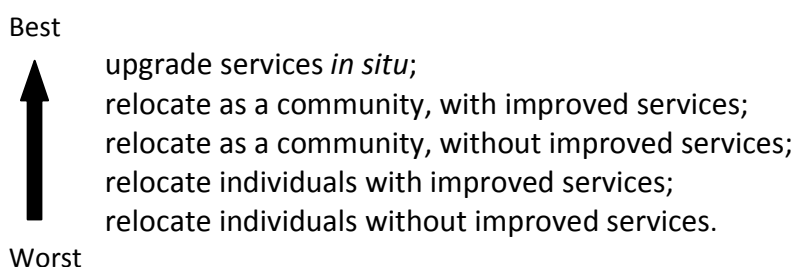 Best
upgrade services in situ;
relocate as a community, with improved services;
relocate as a community, without improved services;
relocate individuals with improved services;
relocate individuals without improved services.
Worst